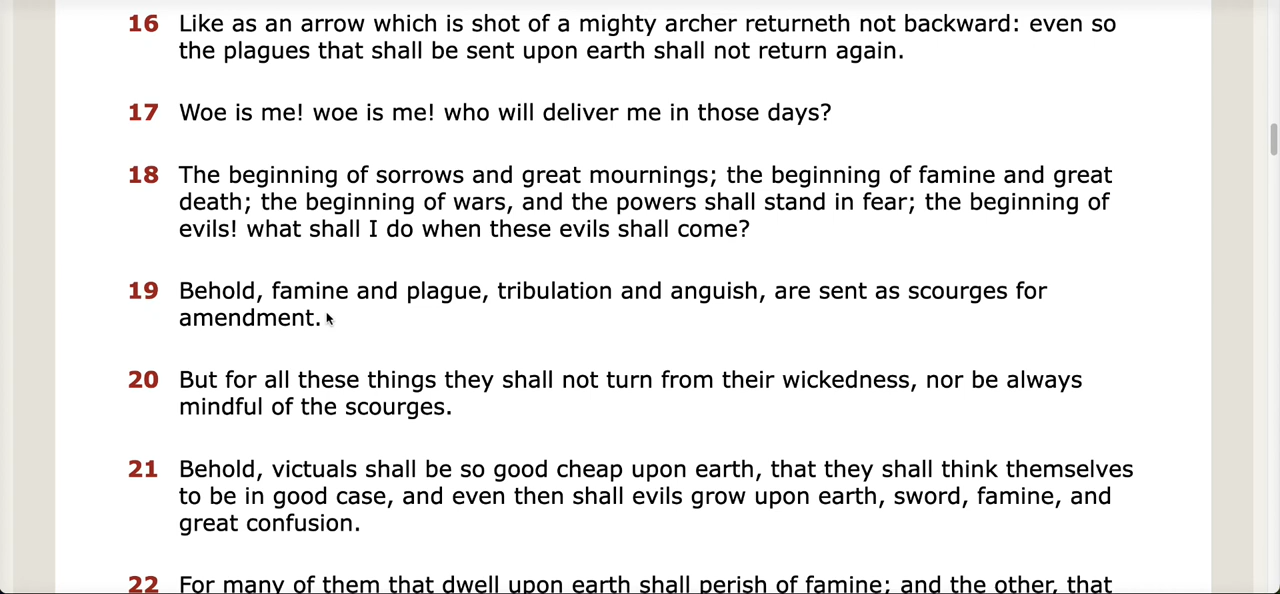 16 Like as an arrow which is shot of a mighty archer returneth not backward: even so
the plagues that shall be sent upon earth shall not return again.
17 Woe is me! woe is me! who will deliver me in those days?
18 The beginning of sorrows and great mournings; the beginning of famine and great
death; the beginning of wars, and the powers shall stand in fear; the beginning of
evils! what shall I do when these evils shall come?
19 Behold, famine and plague, tribulation and anguish, are sent as scourges for
amendment.
20 But for all these things they shall not turn from their wickedness, nor be always
mindful of the scourges.
21 Behold, victuals shall be so good cheap upon earth, that they shall think themselves
to be in good case, and even then shall evils grow upon earth, sword, famine, and
great confusion.
22 For many of them that dwell upon earth shall perish of famine; and the other, that